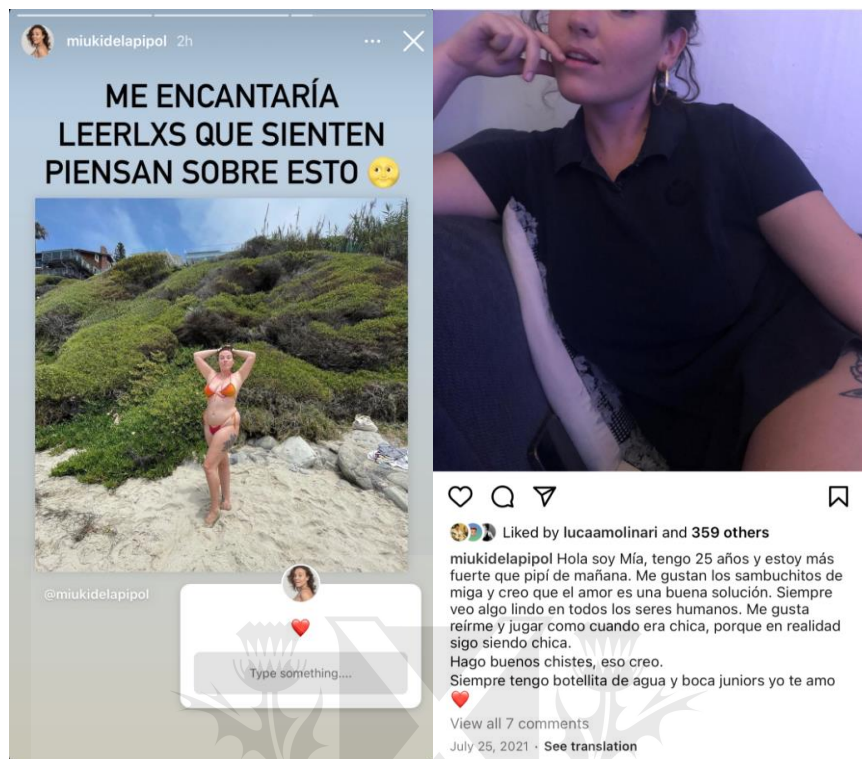 miukidelapipol 2h
ME ENCANTARÍA
LEERLXS QUE SIENTEN
PIENSAN SOBRE ESTO 🌝
@miukidelapipol
❤️
Type something....
Liked by lucaamolinari and 359 others
miukidelapipol Hola soy Mía, tengo 25 años y estoy más
fuerte que pipí de mañana. Me gustan los sambuchitos de
miga y creo que el amor es una buena solución. Siempre
veo algo lindo en todos los seres humanos. Me gusta
reírme y jugar como cuando era chica, porque en realidad
sigo siendo chica.
Hago buenos chistes, eso creo.
Siempre tengo botellita de agua y boca juniors yo te amo
❤️
View all 7 comments
July 25, 2021 · See translation